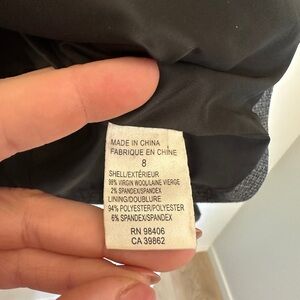 MADE IN CHINA
FABRIQUE EN CHINE
8
SHELL/EXTÉRIEUR
98% VIRGIN WOOL/LAINE VIERGE
2% SPANDEX/SPANDEX
LINING/DOUBLURE
94% POLYESTER/POLYESTER
6% SPANDEX/SPANDEX
RN 98406
CA 39862